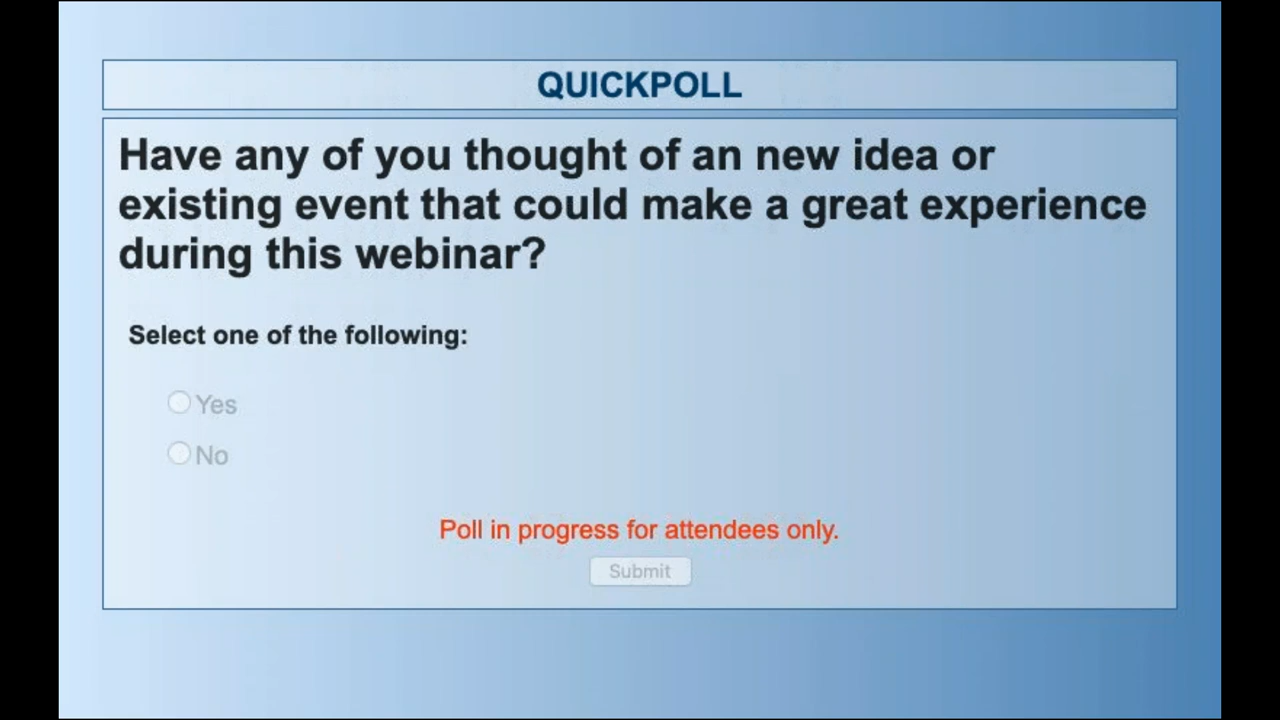 QUICKPOLL
Have any of you thought of an new idea or
existing event that could make a great experience
during this webinar?
Select one of the following:
Yes
No
Poll in progress for attendees only.
Submit